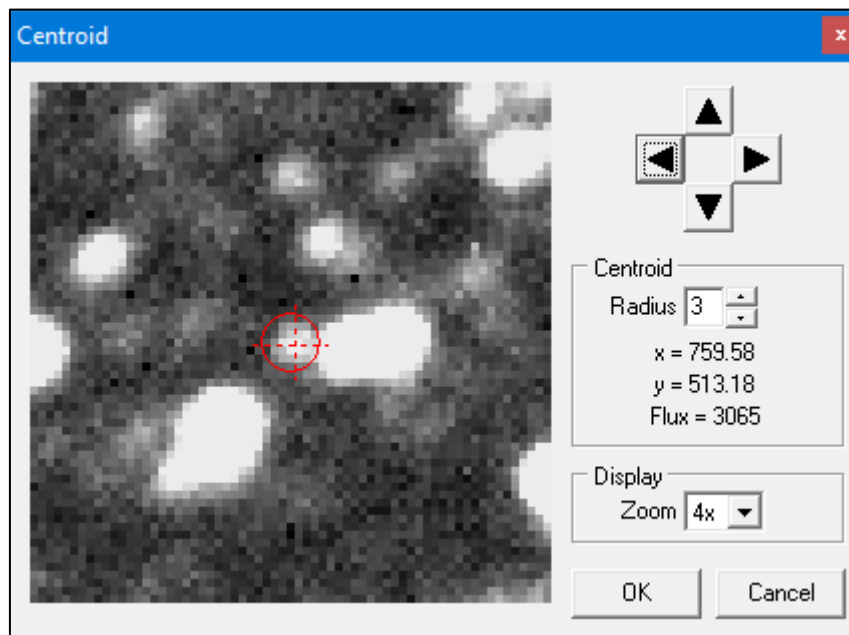 Centroid
x
Centroid
Radius 3
x = 759.58
y = 513.18
Flux = 3065
Display
Zoom 4x
OK
Cancel